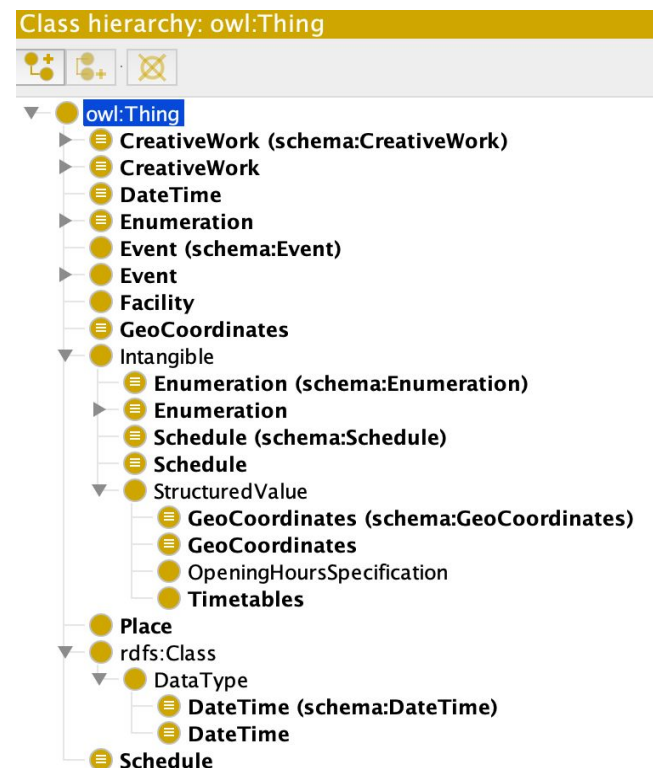 Class hierarchy: owl:Thing
owl:Thing
CreativeWork (schema:CreativeWork)
CreativeWork
DateTime
Enumeration
Event (schema:Event)
Event
Facility
GeoCoordinates
Intangible
Enumeration (schema:Enumeration)
Enumeration
Schedule (schema:Schedule)
Schedule
StructuredValue
GeoCoordinates (schema:GeoCoordinates)
GeoCoordinates
OpeningHoursSpecification
Timetables
Place
rdfs:Class
DataType
DateTime (schema:DateTime)
DateTime
Schedule